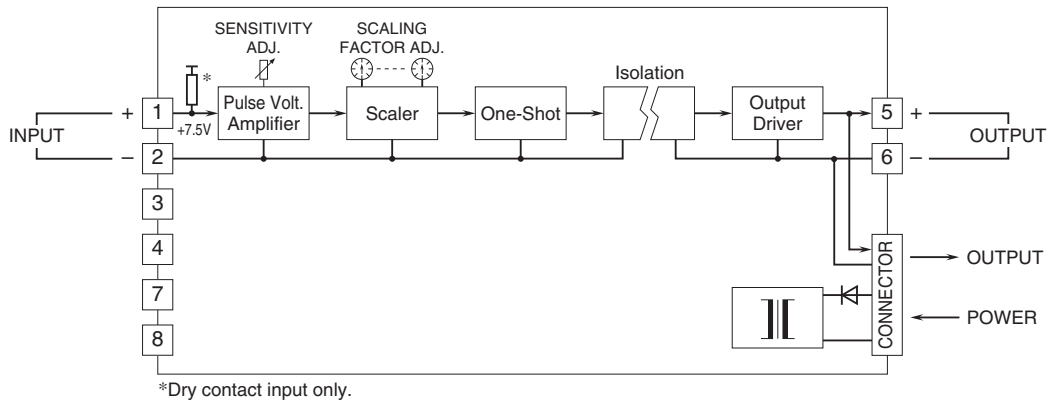 SENSITIVITY
ADJ.
SCALING
FACTOR ADJ.
*
Isolation
INPUT
+
1
+7.5V
Pulse Volt.
Amplifier
Scaler
One-Shot
Output
Driver
5
+
OUTPUT
–
2
6
–
3
4
7
8
CONNECTOR
OUTPUT
POWER
*Dry contact input only.